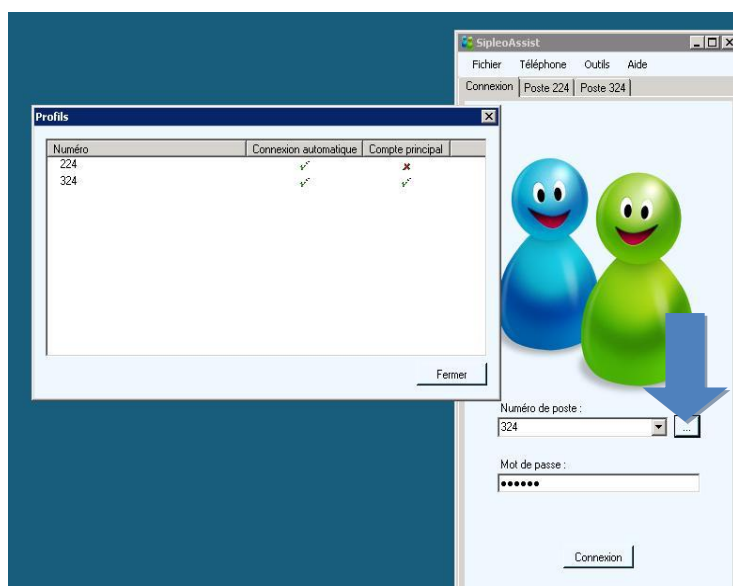 SipleoAssist
Fichier Téléphone Outils Aide
Connexion Poste 224 Poste 324
Profils
Numéro Connexion automatique Compte principal
224
324
Fermer
Numéro de poste :
324 ...
Mot de passe :
●●●●●●
Connexion